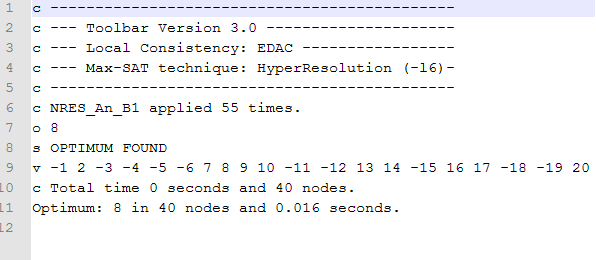 1 c ---------------------------------------------
2 c --- Toolbar Version 3.0 ---------------------
3 c --- Local Consistency: EDAC -----------------
4 c --- Max-SAT technique: HyperResolution (-l6)-
5 c ---------------------------------------------
6 c NRES_An_B1 applied 55 times.
7 o 8
8 s OPTIMUM FOUND
9 v -1 2 -3 -4 -5 -6 7 8 9 10 -11 -12 13 14 -15 16 17 -18 -19 20
10 c Total time 0 seconds and 40 nodes.
11 Optimum: 8 in 40 nodes and 0.016 seconds.
12